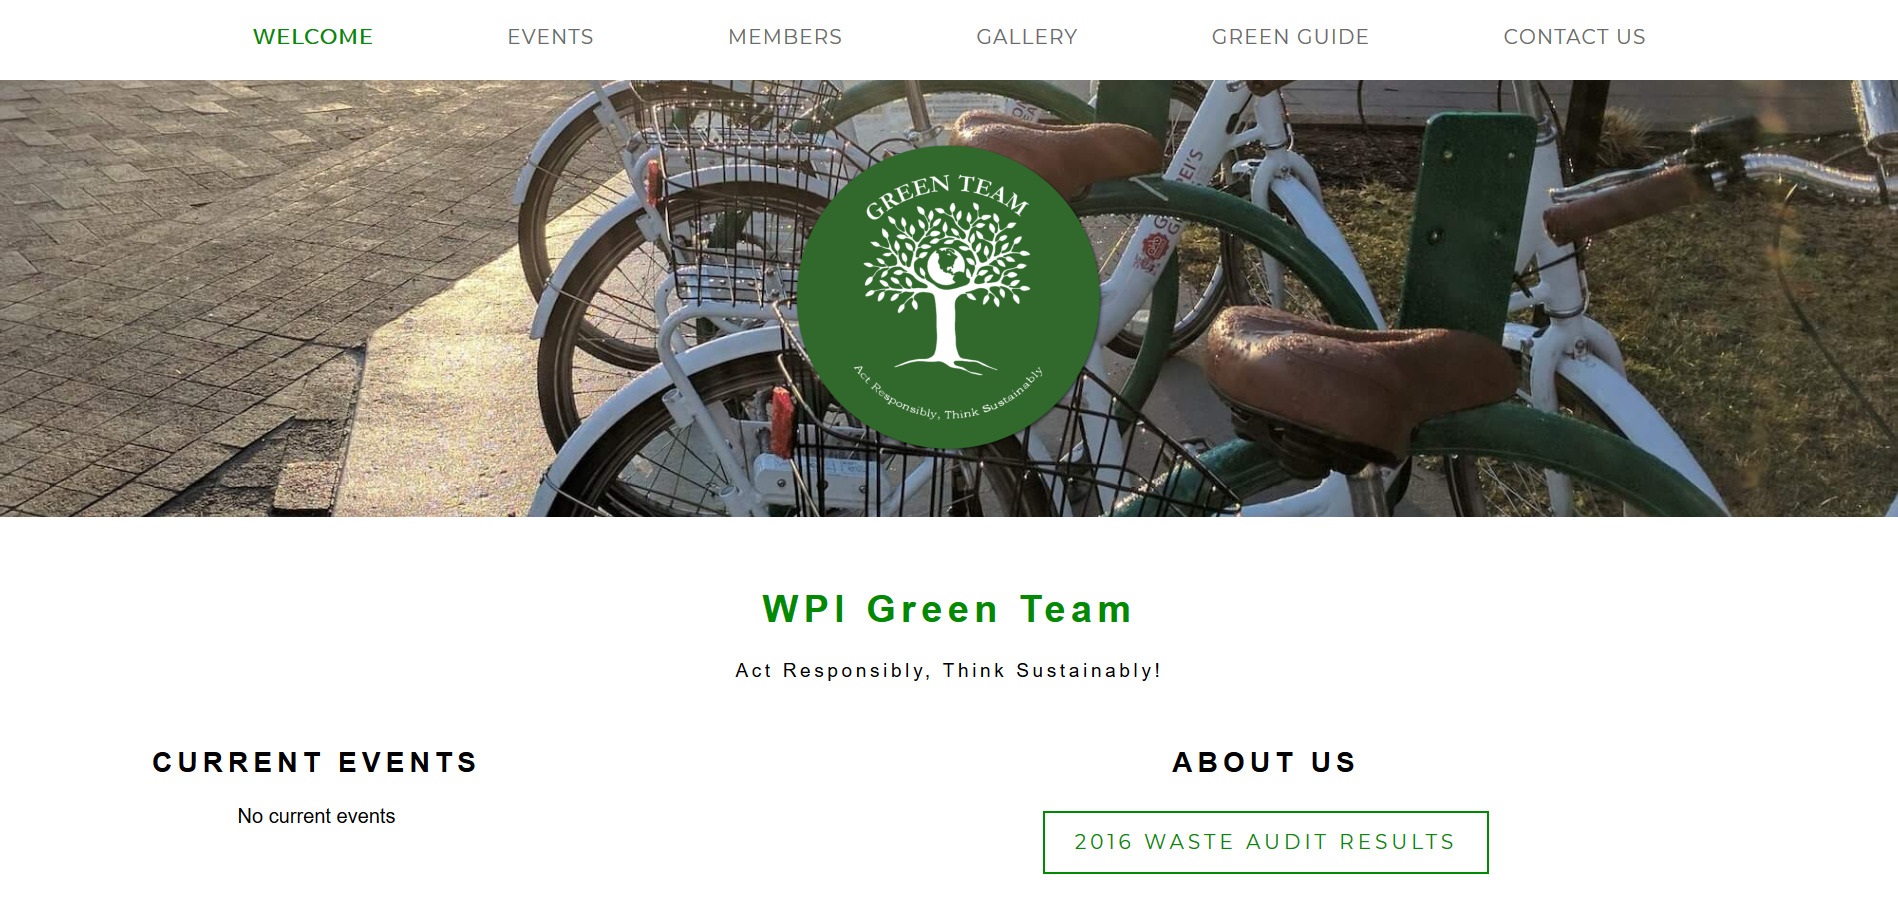 WELCOME
EVENTS
MEMBERS
GALLERY
GREEN GUIDE
CONTACT US
GREEN TEAM
Act Responsibly, Think Sustainably
WPI Green Team
Act Responsibly, Think Sustainably!
CURRENT EVENTS
No current events
ABOUT US
2016 WASTE AUDIT RESULTS